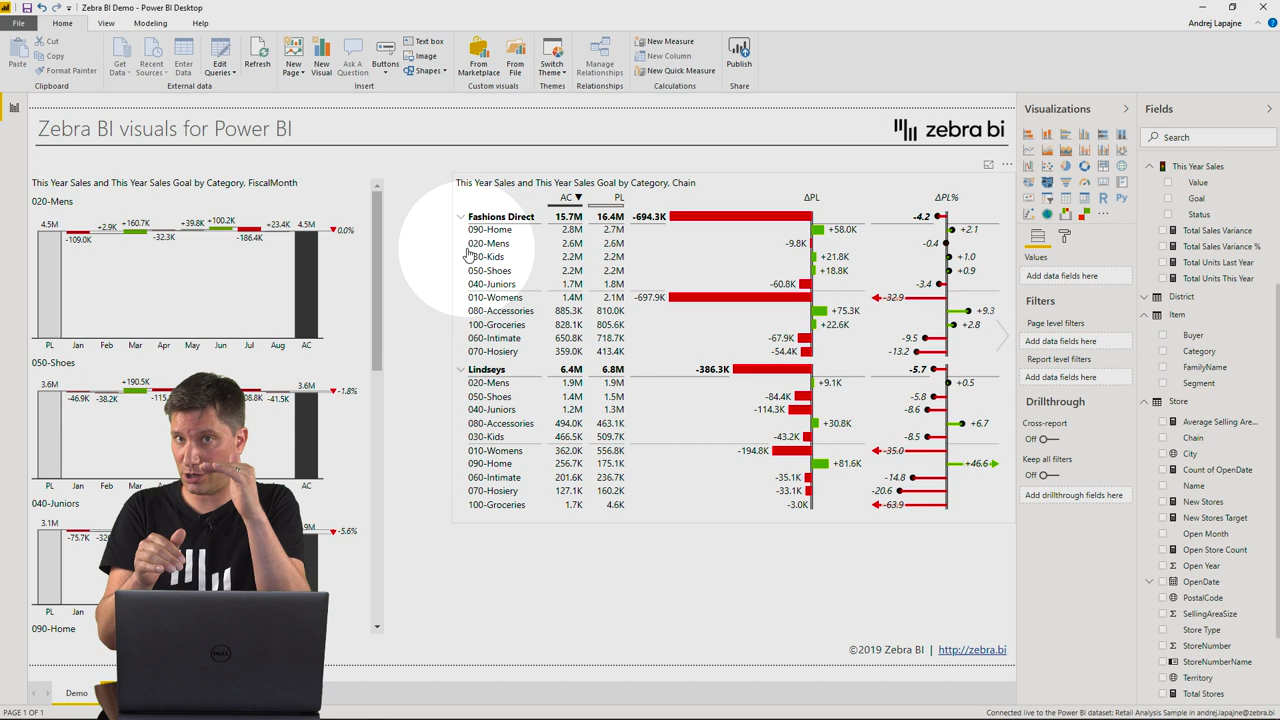 Zebra BI Demo - Power BI Desktop
Andrej Lapajne
File Home View Modeling Help
Paste
Cut
Copy
Format Painter
Clipboard
Get Data
Recent Sources
Enter Data
Edit Queries
Refresh
External data
New Page
New Visual
Ask A Question
Buttons
Text box
Image
Shapes
Insert
From Marketplace
From File
Custom visuals
Switch Theme
Themes
Manage Relationships
Relationships
New Measure
New Column
New Quick Measure
Calculations
Publish
Share
Zebra BI visuals for Power BI
zebra bi
This Year Sales and This Year Sales Goal by Category, FiscalMonth
020-Mens
4.5M -109.0K +2.9K +160.7K -32.3K +39.8K +100.2K -186.4K +23.4K 4.5M 0.0%
PL Jan Feb Mar Apr May Jun Jul Aug AC
050-Shoes
3.6M -46.9K -38.2K +190.5K -41.5K 3.6M -1.8%
PL Jan Feb AC
040-Juniors
3.1M -75.7K -5.6%
PL Jan
090-Home
This Year Sales and This Year Sales Goal by Category, Chain
AC ▼ PL ΔPL ΔPL%
Fashions Direct 15.7M 16.4M -694.3K -4.2
090-Home 2.8M 2.7M +58.0K +2.1
020-Mens 2.6M 2.6M -9.8K -0.4
030-Kids 2.2M 2.2M +21.8K +1.0
050-Shoes 2.2M 2.2M +18.8K +0.9
040-Juniors 1.7M 1.8M -60.8K -3.4
010-Womens 1.4M 2.1M -697.9K -32.9
080-Accessories 885.3K 810.0K +75.3K +9.3
100-Groceries 828.1K 805.6K +22.6K +2.8
060-Intimate 650.8K 718.7K -67.9K -9.5
070-Hosiery 359.0K 413.4K -54.4K -13.2
Lindseys 6.4M 6.8M -386.3K -5.7
020-Mens 1.9M 1.9M +9.1K +0.5
050-Shoes 1.4M 1.5M -84.4K -5.8
040-Juniors 1.2M 1.3M -114.3K -8.6
080-Accessories 494.0K 463.1K +30.8K +6.7
030-Kids 466.5K 509.7K -43.2K -8.5
010-Womens 362.0K 556.8K -194.8K -35.0
090-Home 256.7K 175.1K +81.6K +46.6
060-Intimate 201.6K 236.7K -35.1K -14.8
070-Hosiery 127.1K 160.2K -33.1K -20.6
100-Groceries 1.7K 4.6K -3.0K -63.9
©2019 Zebra BI | http://zebra.bi
DELL
Visualizations
Values
Add data fields here
Filters
Page level filters
Add data fields here
Report level filters
Add data fields here
Drillthrough
Cross-report
Off
Keep all filters
Off
Add drillthrough fields here
Fields
Search
This Year Sales
Value
Goal
Status
Total Sales Variance
Total Sales Variance %
Total Units Last Year
Total Units This Year
District
Item
Buyer
Category
FamilyName
Segment
Store
Average Selling Are...
Chain
City
Count of OpenDate
Name
New Stores
New Stores Target
Open Month
Open Store Count
Open Year
OpenDate
PostalCode
SellingAreaSize
Store Type
StoreNumber
StoreNumberName
Territory
Total Stores
Demo
PAGE 1 OF 1
Connected live to the Power BI dataset: Retail Analysis Sample in andrej.lapajne@zebra.bi